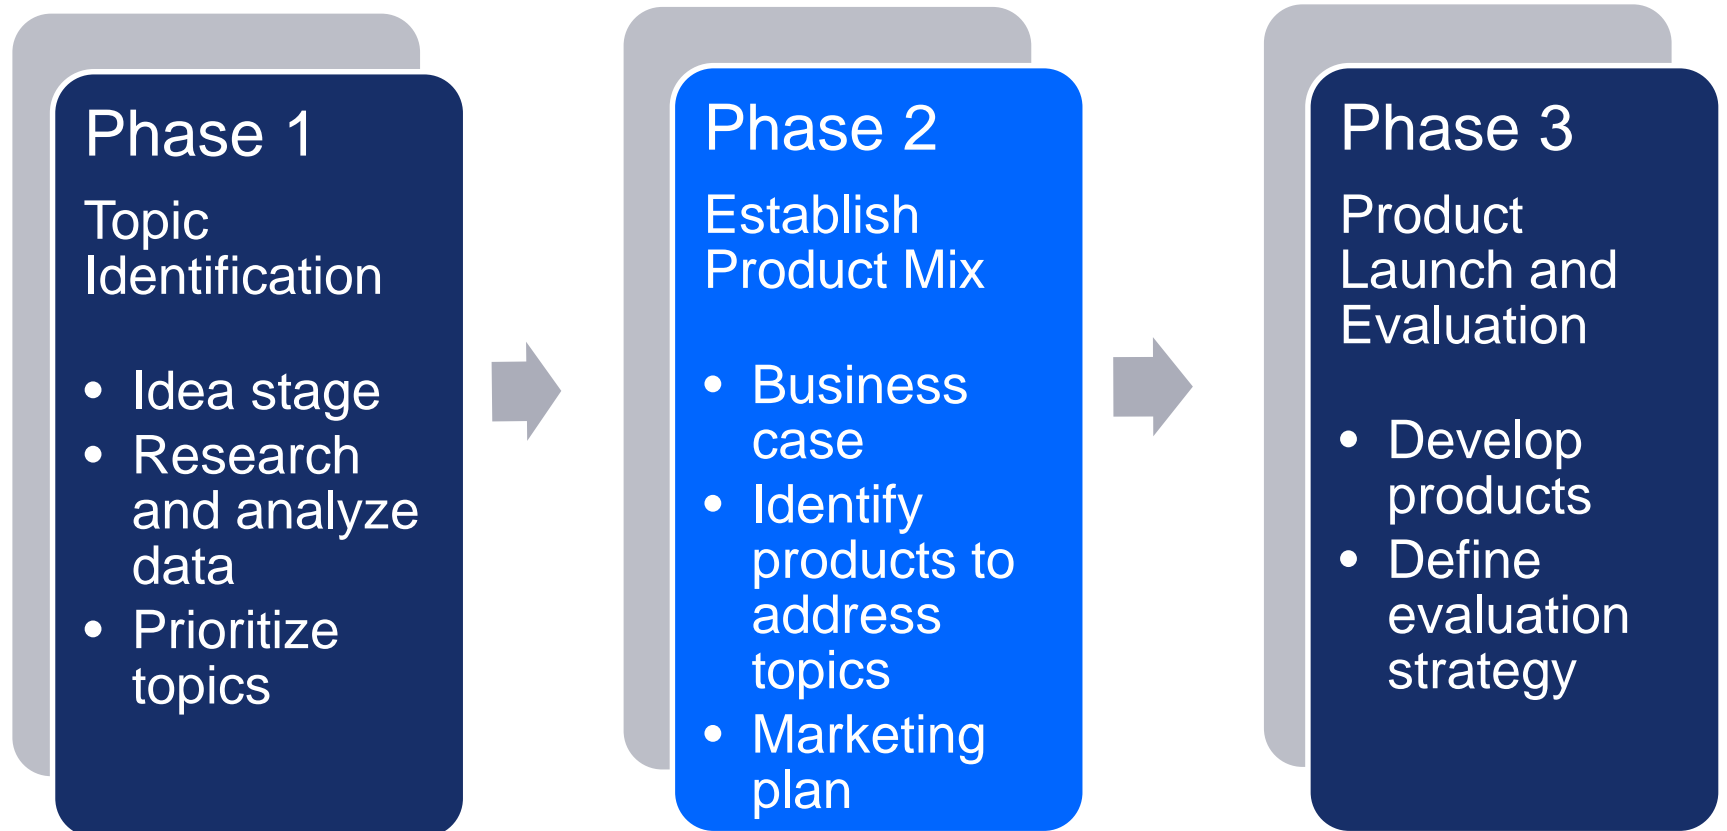 Phase 1
Topic
Identification
• Idea stage
• Research
and analyze
data
• Prioritize
topics
Phase 2
Establish
Product Mix
• Business
case
• Identify
products to
address
topics
• Marketing
plan
Phase 3
Product
Launch and
Evaluation
• Develop
products
• Define
evaluation
strategy